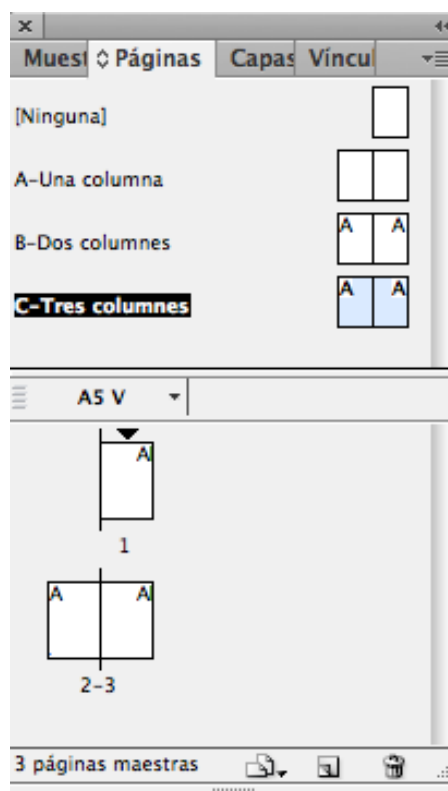 Muest Páginas Capas Víncul
[Ninguna]
A-Una columna
B-Dos columnes
A A
C-Tres columnes
A A
A5 V
A
1
A A
2-3
3 páginas maestras